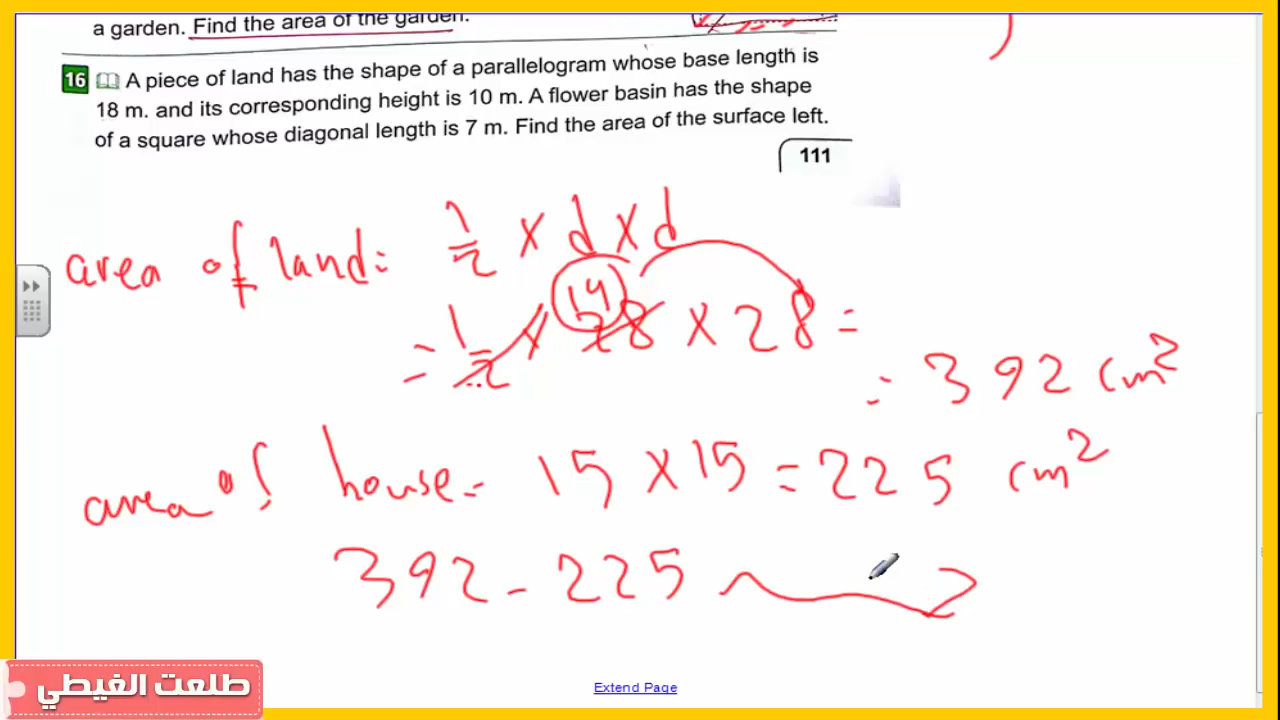 a garden. Find the area of the garden.
16 A piece of land has the shape of a parallelogram whose base length is
18 m. and its corresponding height is 10 m. A flower basin has the shape
of a square whose diagonal length is 7 m. Find the area of the surface left.
111
area of land = 1/2 × d × d
= 1/2 × 28 × 28 =
14
= 392 cm²
area of house = 15 × 15 = 225 cm²
392 - 225
Extend Page
طلعت الغيطي